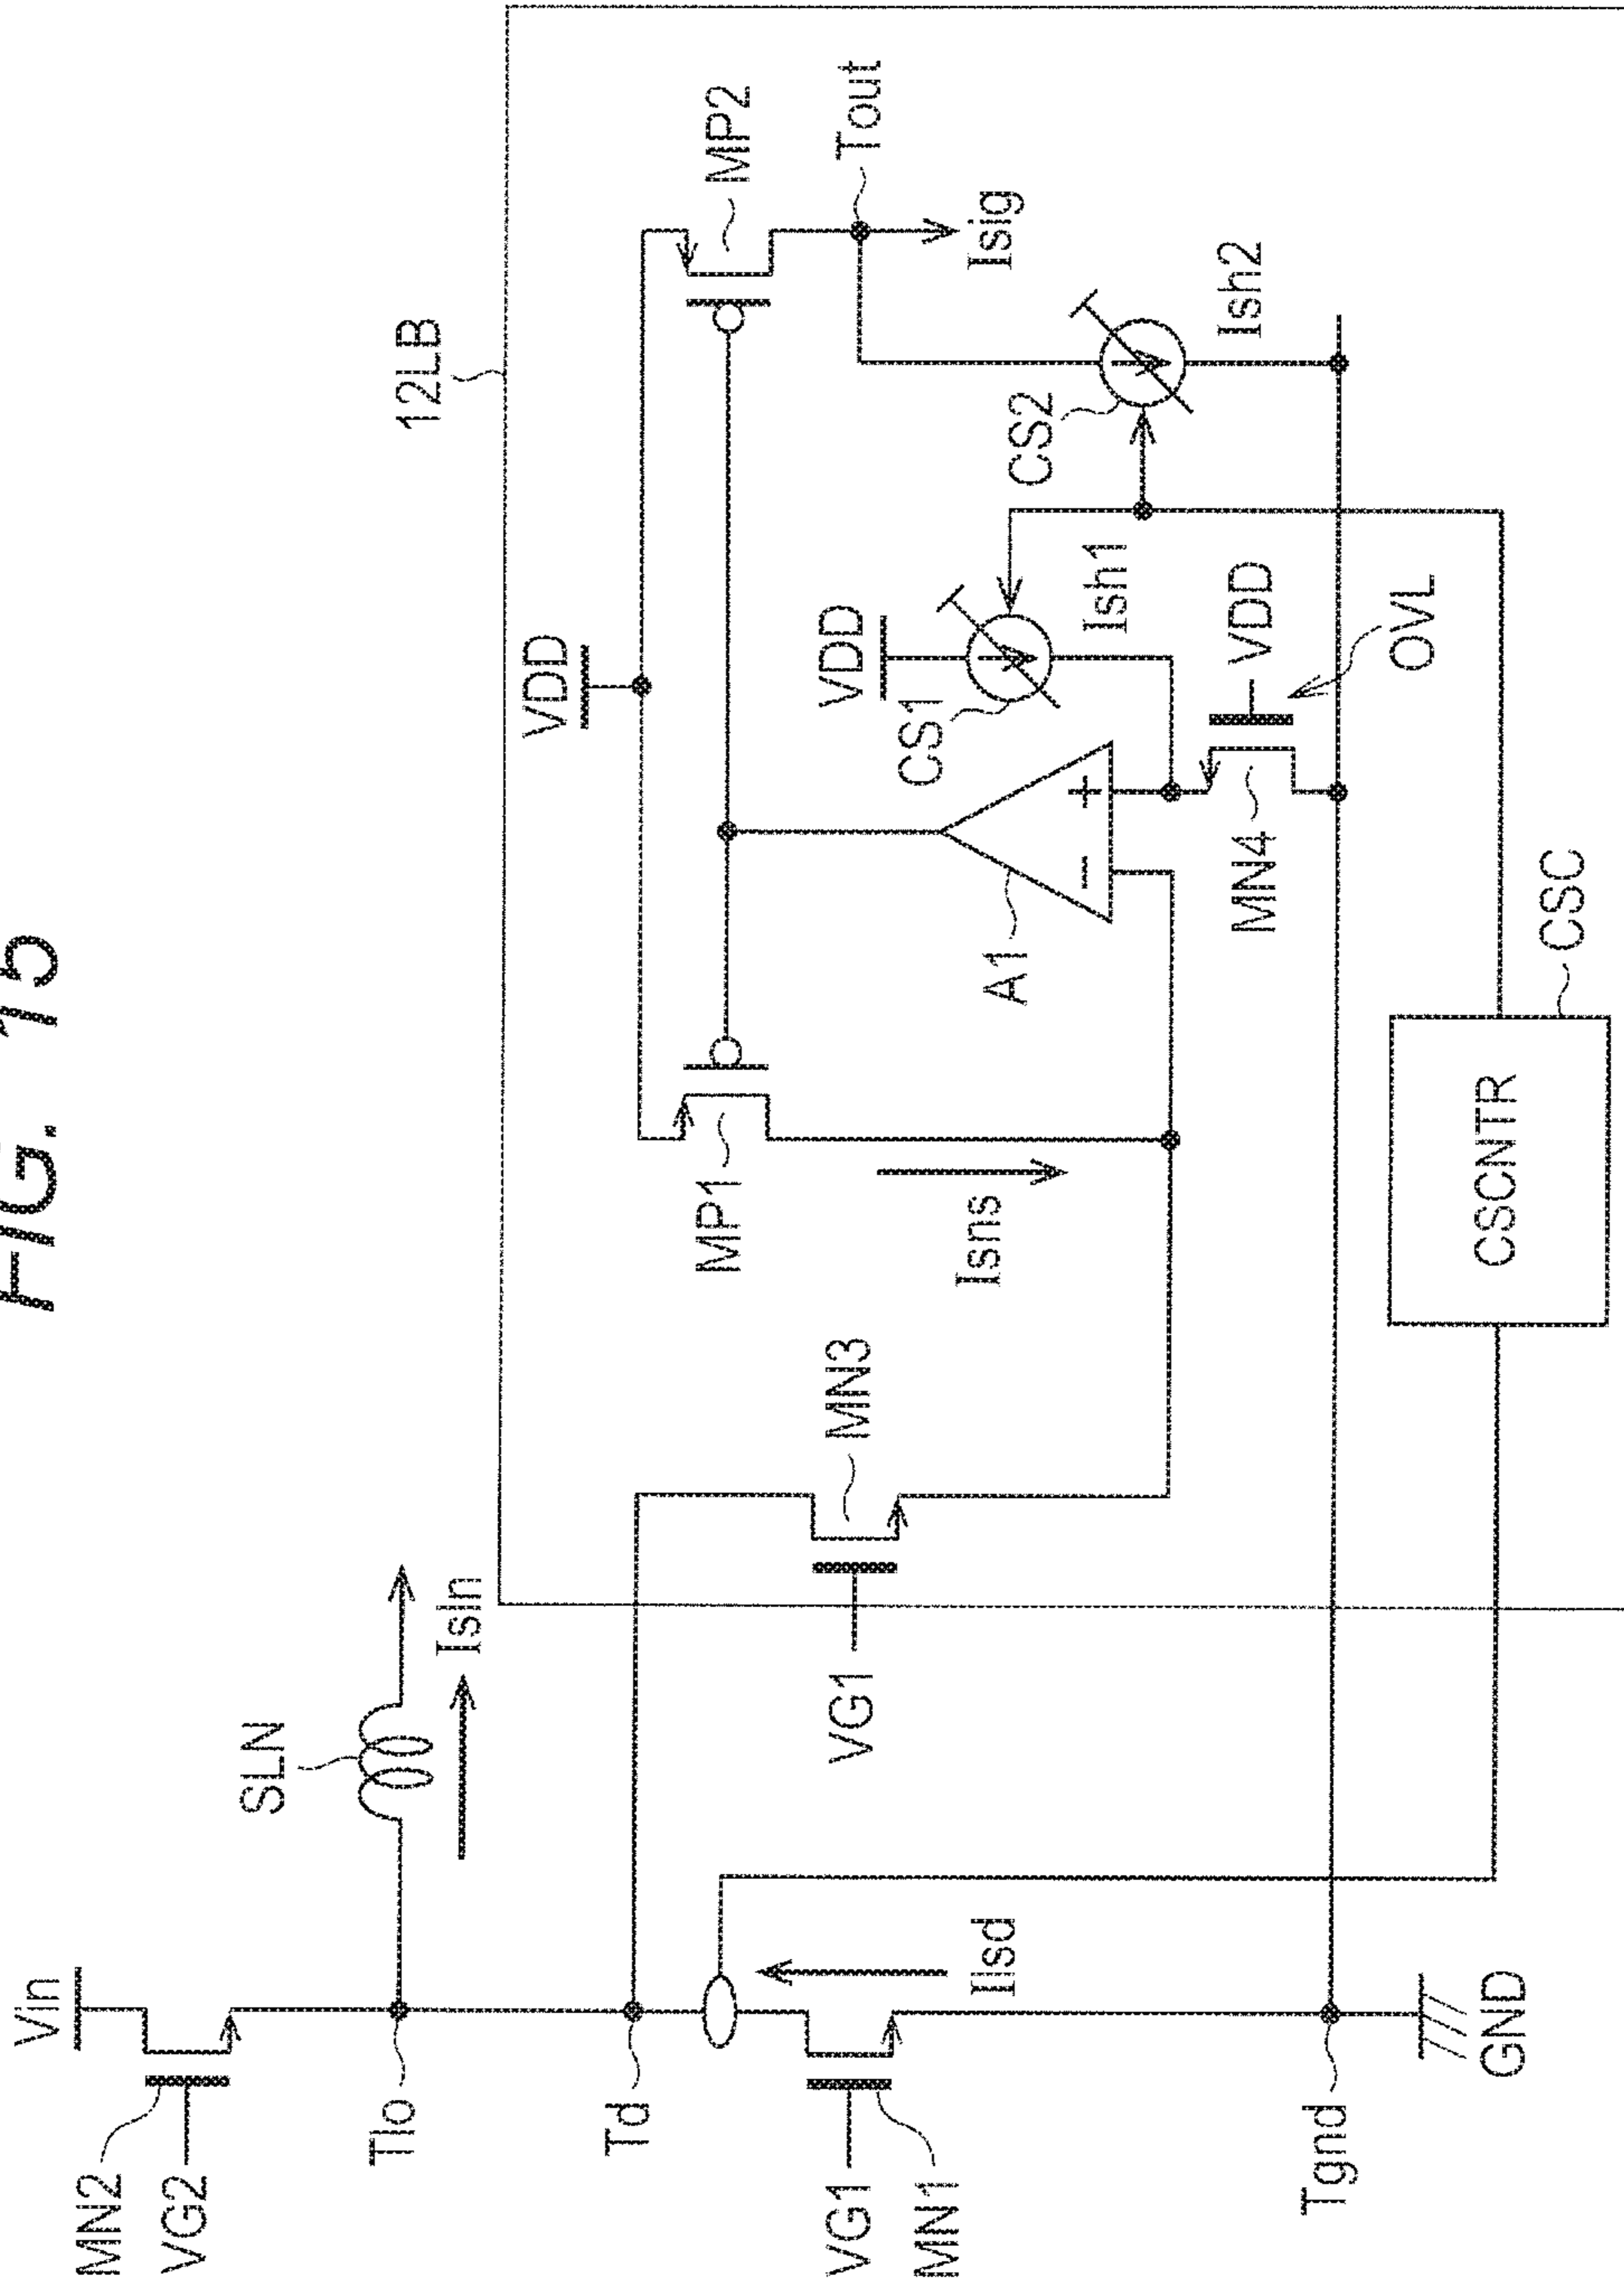 FIG. 15
Vin
MN2
VG2
Tlo
SLN
Isln
Td
VG1
MN1
Ilsd
Tgnd
GND
12LB
VG1
MN3
VDD
MP1
Isns
MP2
Tout
Isig
A1
−
+
VDD
CS1
Ish1
CS2
Ish2
MN4
VDD
OVL
CSCNTR
CSC